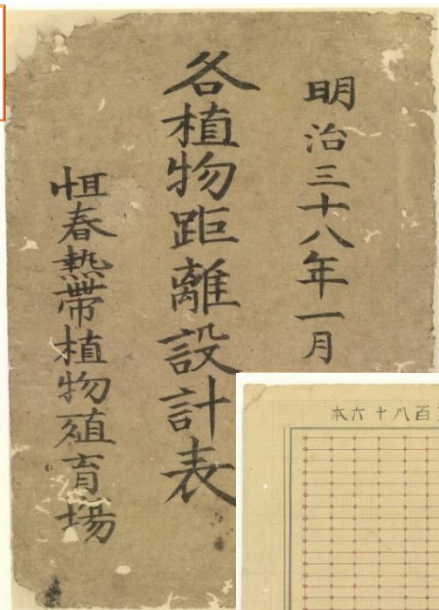 明治三十八年一月
各植物距離設計表
恒春熱帶植物殖育場
百八十六本